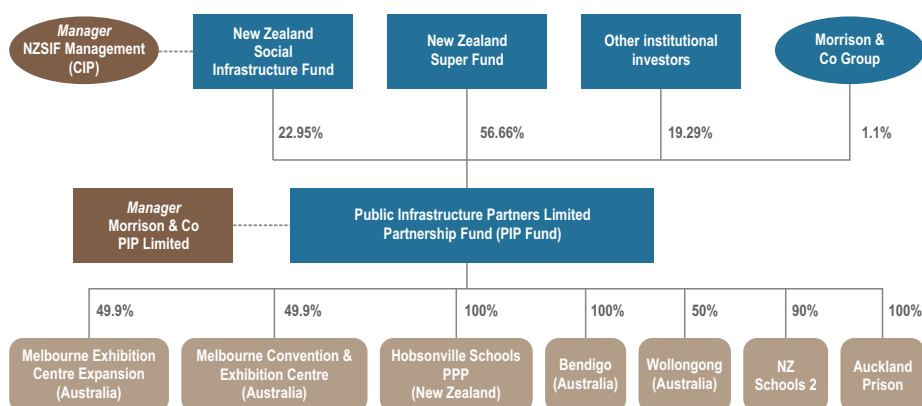 Manager
NZSIF Management
(CIP)
New Zealand
Social
Infrastructure Fund
New Zealand
Super Fund
Other institutional
investors
Morrison &
Co Group
22.95%
56.66%
19.29%
1.1%
Manager
Morrison & Co
PIP Limited
Public Infrastructure Partners Limited
Partnership Fund (PIP Fund)
49.9%
49.9%
100%
100%
50%
90%
100%
Melbourne Exhibition
Centre Expansion
(Australia)
Melbourne Convention &
Exhibition Centre
(Australia)
Hobsonville Schools
PPP
(New Zealand)
Bendigo
(Australia)
Wollongong
(Australia)
NZ
Schools 2
Auckland
Prison